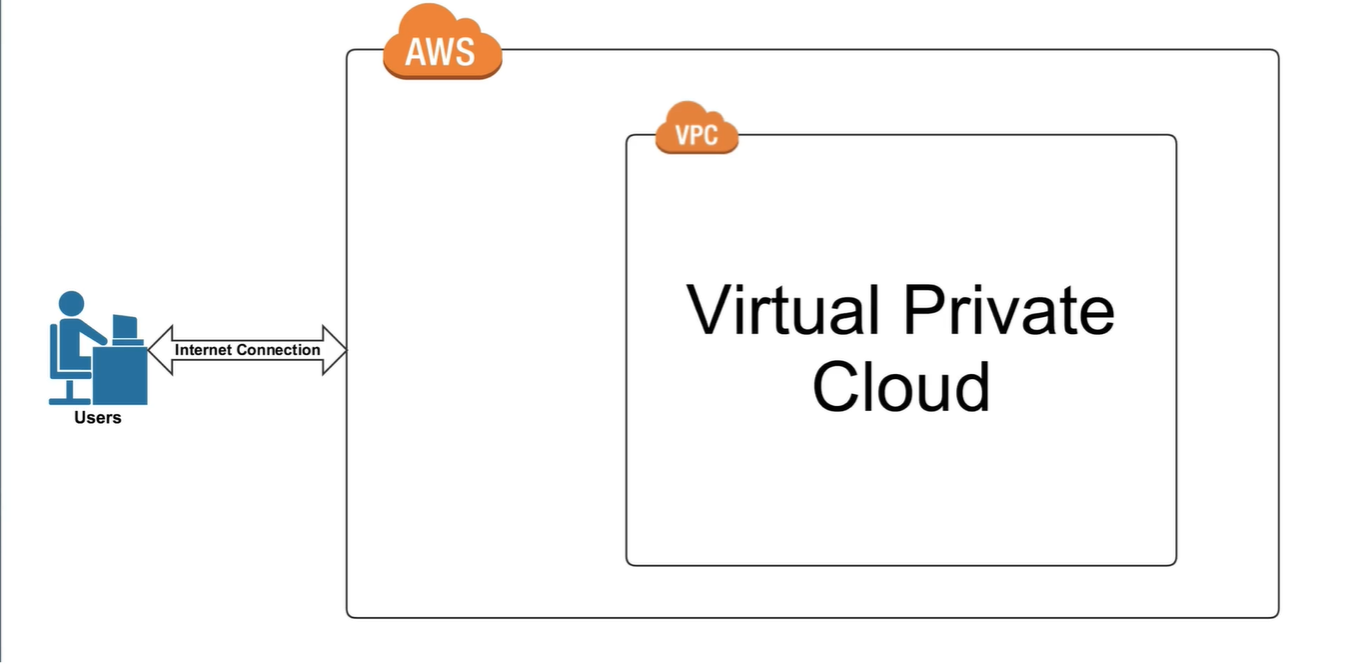 AWS
VPC
Virtual Private
Cloud
Internet Connection
Users